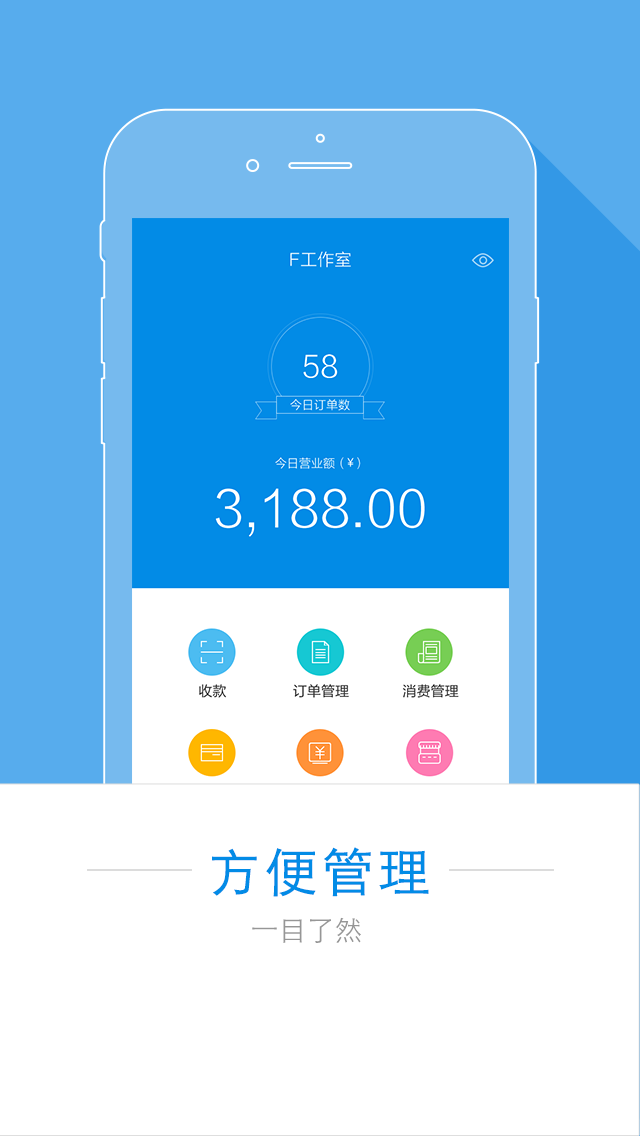 F工作室
58
今日订单数
今日营业额(¥)
3,188.00
收款 订单管理 消费管理
方便管理
一目了然